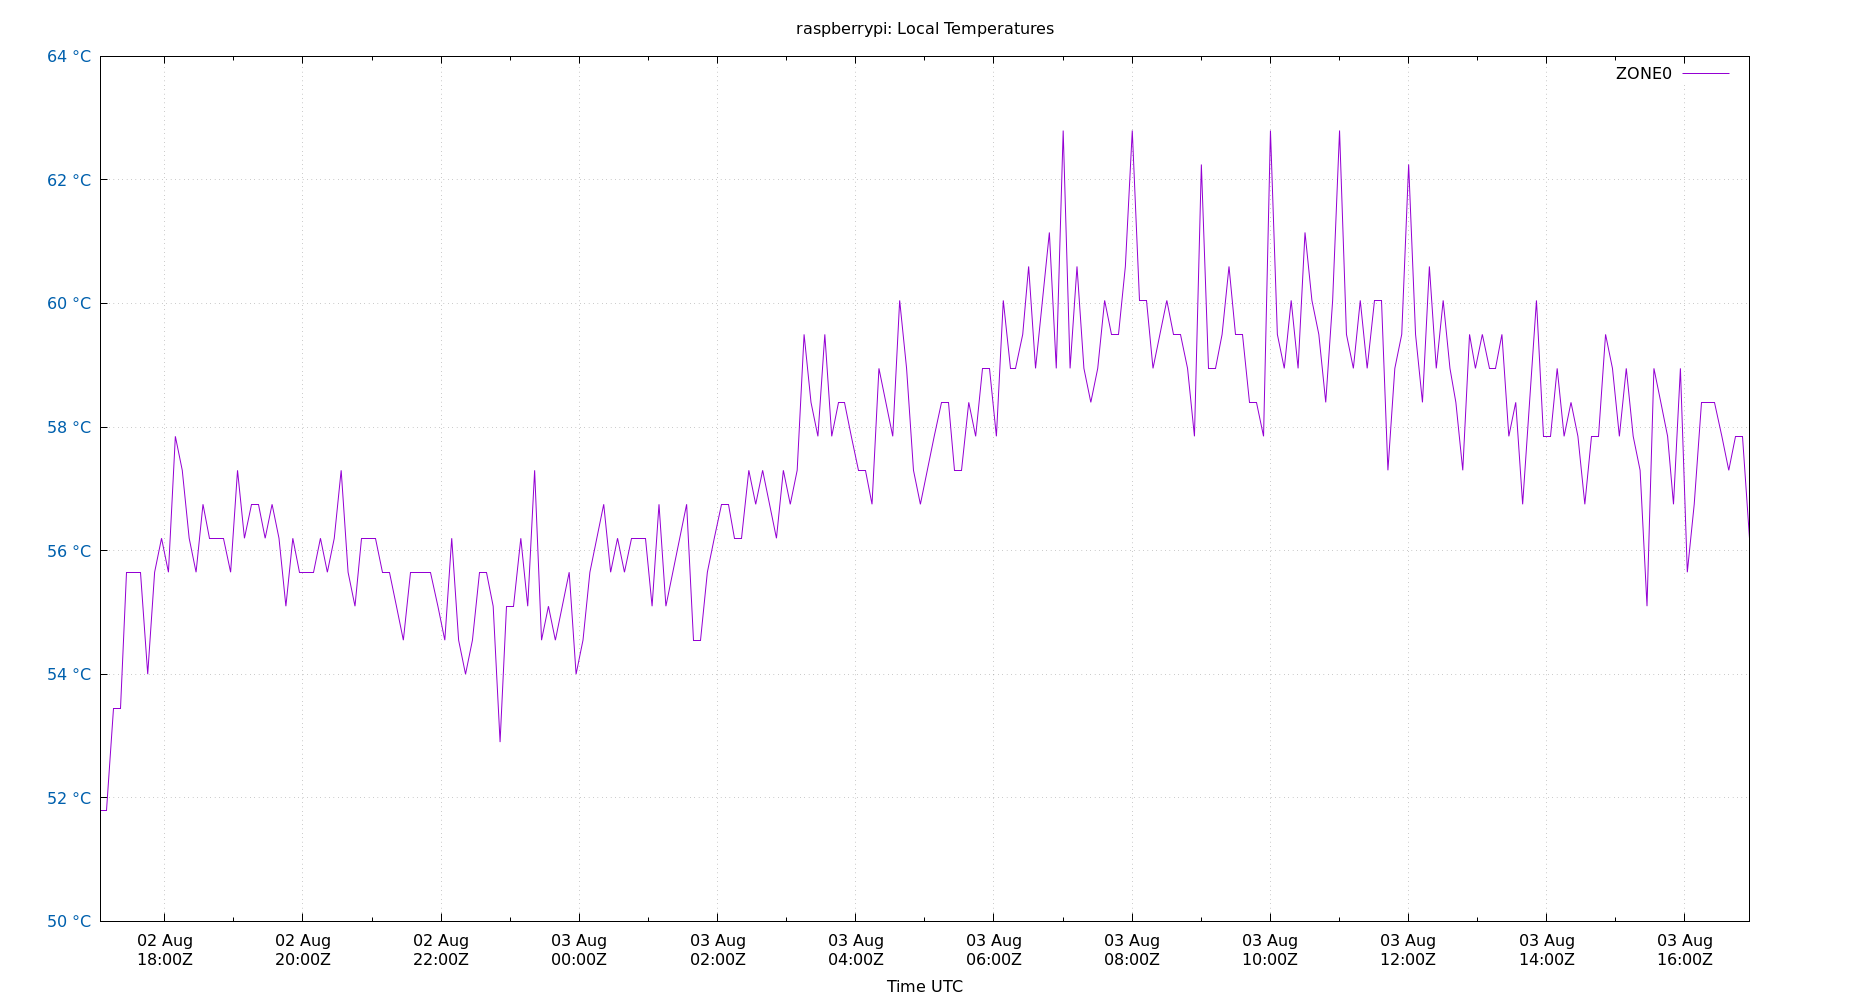 raspberrypi: Local Temperatures
64 °C
ZONE0
62 °C
60 °C
58 °C
56 °C
54 °C
52 °C
50 °C
02 Aug 02 Aug 02 Aug 03 Aug 03 Aug 03 Aug 03 Aug 03 Aug 03 Aug 03 Aug 03 Aug 03 Aug
18:00Z 20:00Z 22:00Z 00:00Z 02:00Z 04:00Z 06:00Z 08:00Z 10:00Z 12:00Z 14:00Z 16:00Z
Time UTC